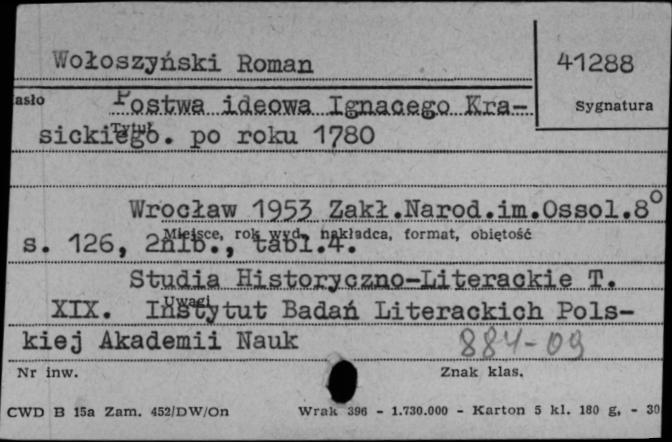 Wołoszyński Roman
41288
asło
Sygnatura
Postwa ideowa Ignacego Kra-
Tytuł
sickiego. po roku 1780
Wrocław 1953 Zakł.Narod.im.Ossol.8°
Miejsce, rok wyd., nakładca, format, objętość
s. 126, 2nlb., tabl.4.
Studia Historyczno-Literackie T.
Uwagi
XIX. Instytut Badań Literackich Pols-
kiej Akademii Nauk
884-09
Nr inw.
Znak klas.
CWD B 15a Zam. 452/DW/On
Wrak 396 - 1.730.000 - Karton 5 kl. 180 g, - 30